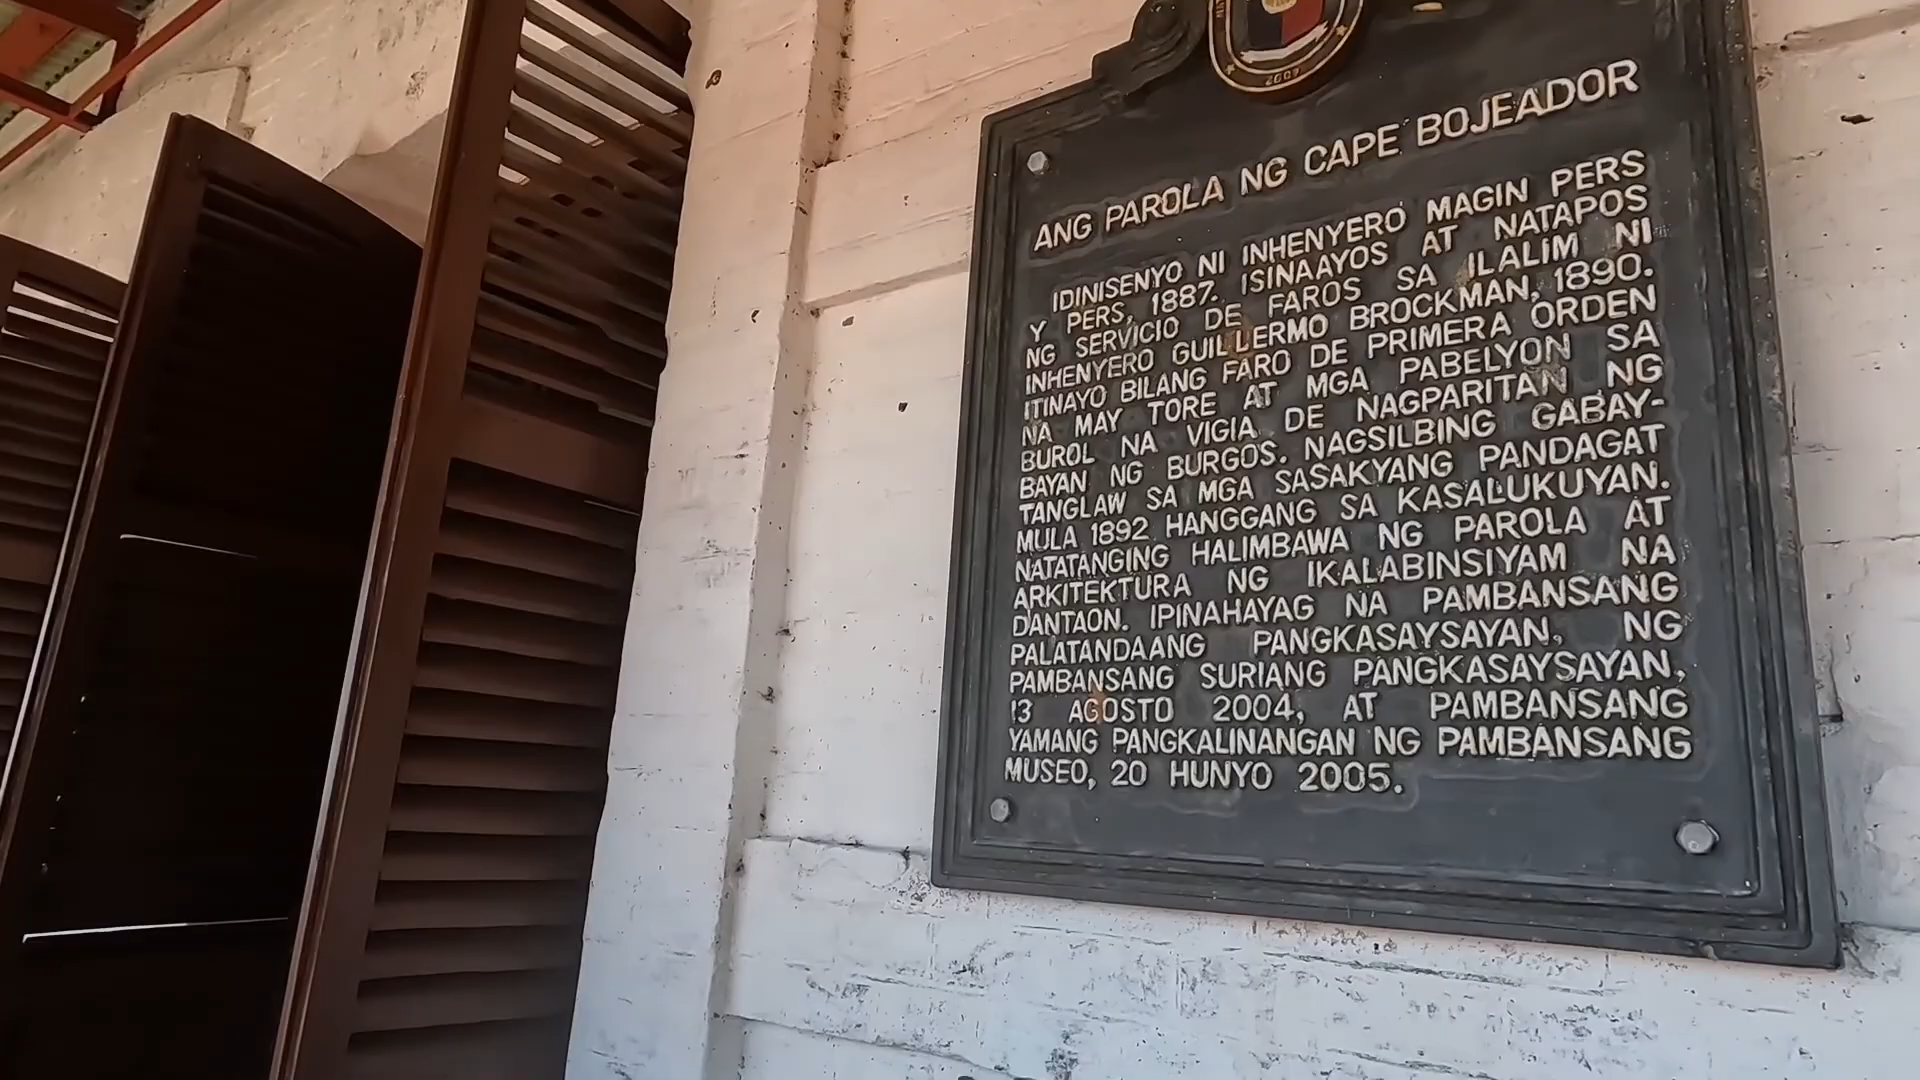 2009
ANG PAROLA NG CAPE BOJEADOR
IDINISENYO NI INHENYERO MAGIN PERS
Y PERS, 1887. ISINAAYOS AT NATAPOS
NG SERVICIO DE FAROS SA ILALIM NI
INHENYERO GUILLERMO BROCKMAN, 1890.
ITINAYO BILANG FARO DE PRIMERA ORDEN
NA MAY TORE AT MGA PABELYON SA
BUROL NA VIGIA DE NAGPARITAN NG
BAYAN NG BURGOS. NAGSILBING GABAY-
TANGLAW SA MGA SASAKYANG PANDAGAT
MULA 1892 HANGGANG SA KASALUKUYAN.
NATATANGING HALIMBAWA NG PAROLA AT
ARKITEKTURA NG IKALABINSIYAM NA
DANTAON. IPINAHAYAG NA PAMBANSANG
PALATANDAANG PANGKASAYSAYAN, NG
PAMBANSANG SURIANG PANGKASAYSAYAN,
13 AGOSTO 2004, AT PAMBANSANG
YAMANG PANGKALINANGAN NG PAMBANSANG
MUSEO, 20 HUNYO 2005.